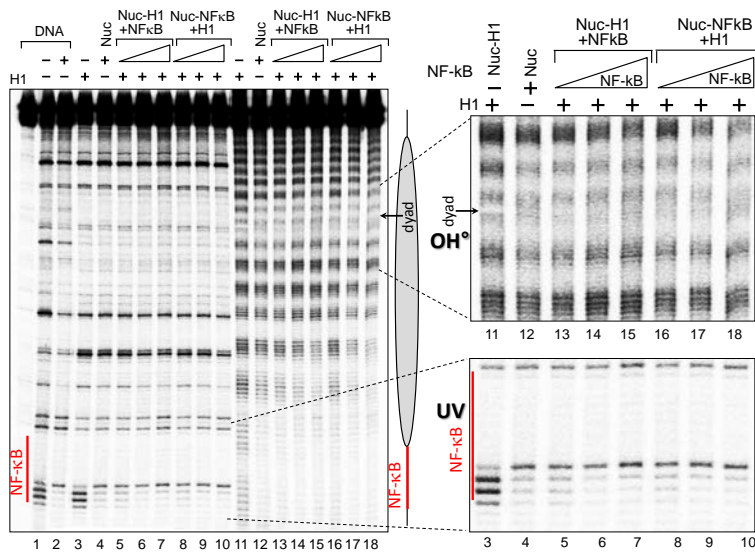 DNA
Nuc
Nuc-H1
+NFκB
Nuc-NFκB
+H1
Nuc
Nuc-H1
+NFkB
Nuc-NFkB
+H1
– + – + – +
H1 + – + + + + + + + – + + + + + +
NF-κB
dyad
NF-κB
1 2 3 4 5 6 7 8 9 10 11 12 13 14 15 16 17 18
Nuc-H1
+NFkB
Nuc-NFkB
+H1
NF-kB
– Nuc-H1
+ Nuc
NF-kB
NF-kB
H1 + – + + + + + +
dyad
OH°
11 12 13 14 15 16 17 18
UV
NF-κB
3 4 5 6 7 8 9 10